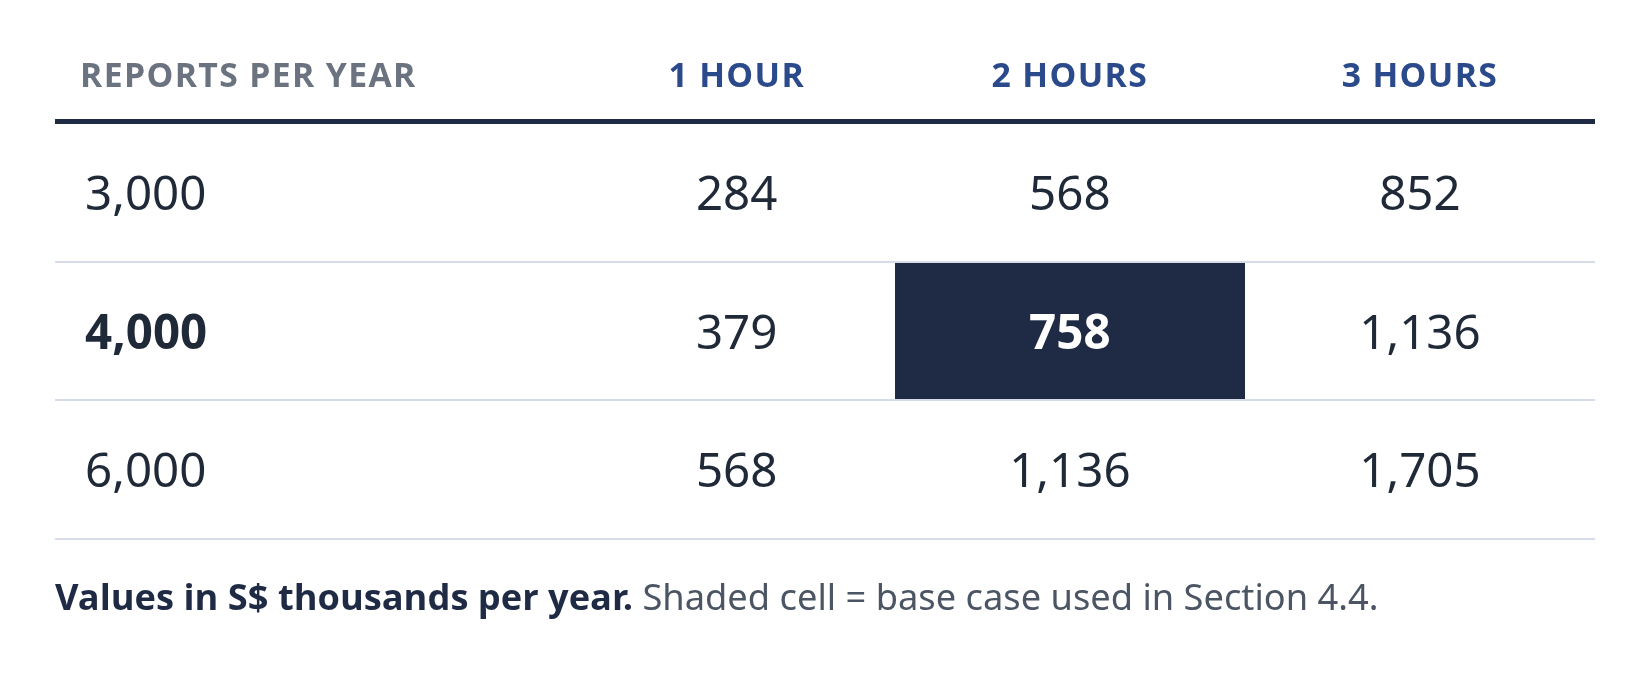 REPORTS PER YEAR 1 HOUR 2 HOURS 3 HOURS
3,000 284 568 852
4,000 379 758 1,136
6,000 568 1,136 1,705
Values in S$ thousands per year. Shaded cell = base case used in Section 4.4.